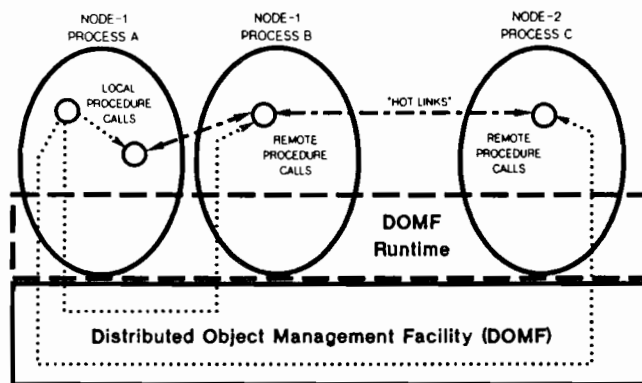 NODE-1
PROCESS A
NODE-1
PROCESS B
NODE-2
PROCESS C
LOCAL
PROCEDURE
CALLS
"HOT LINKS"
REMOTE
PROCEDURE
CALLS
REMOTE
PROCEDURE
CALLS
DOMF
Runtime
Distributed Object Management Facility (DOMF)